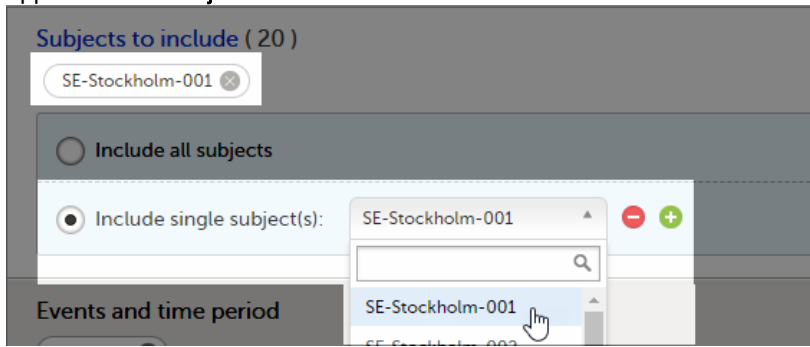 Subjects to include ( 20 )
SE-Stockholm-001
Include all subjects
Include single subject(s):
SE-Stockholm-001
SE-Stockholm-001
Events and time period